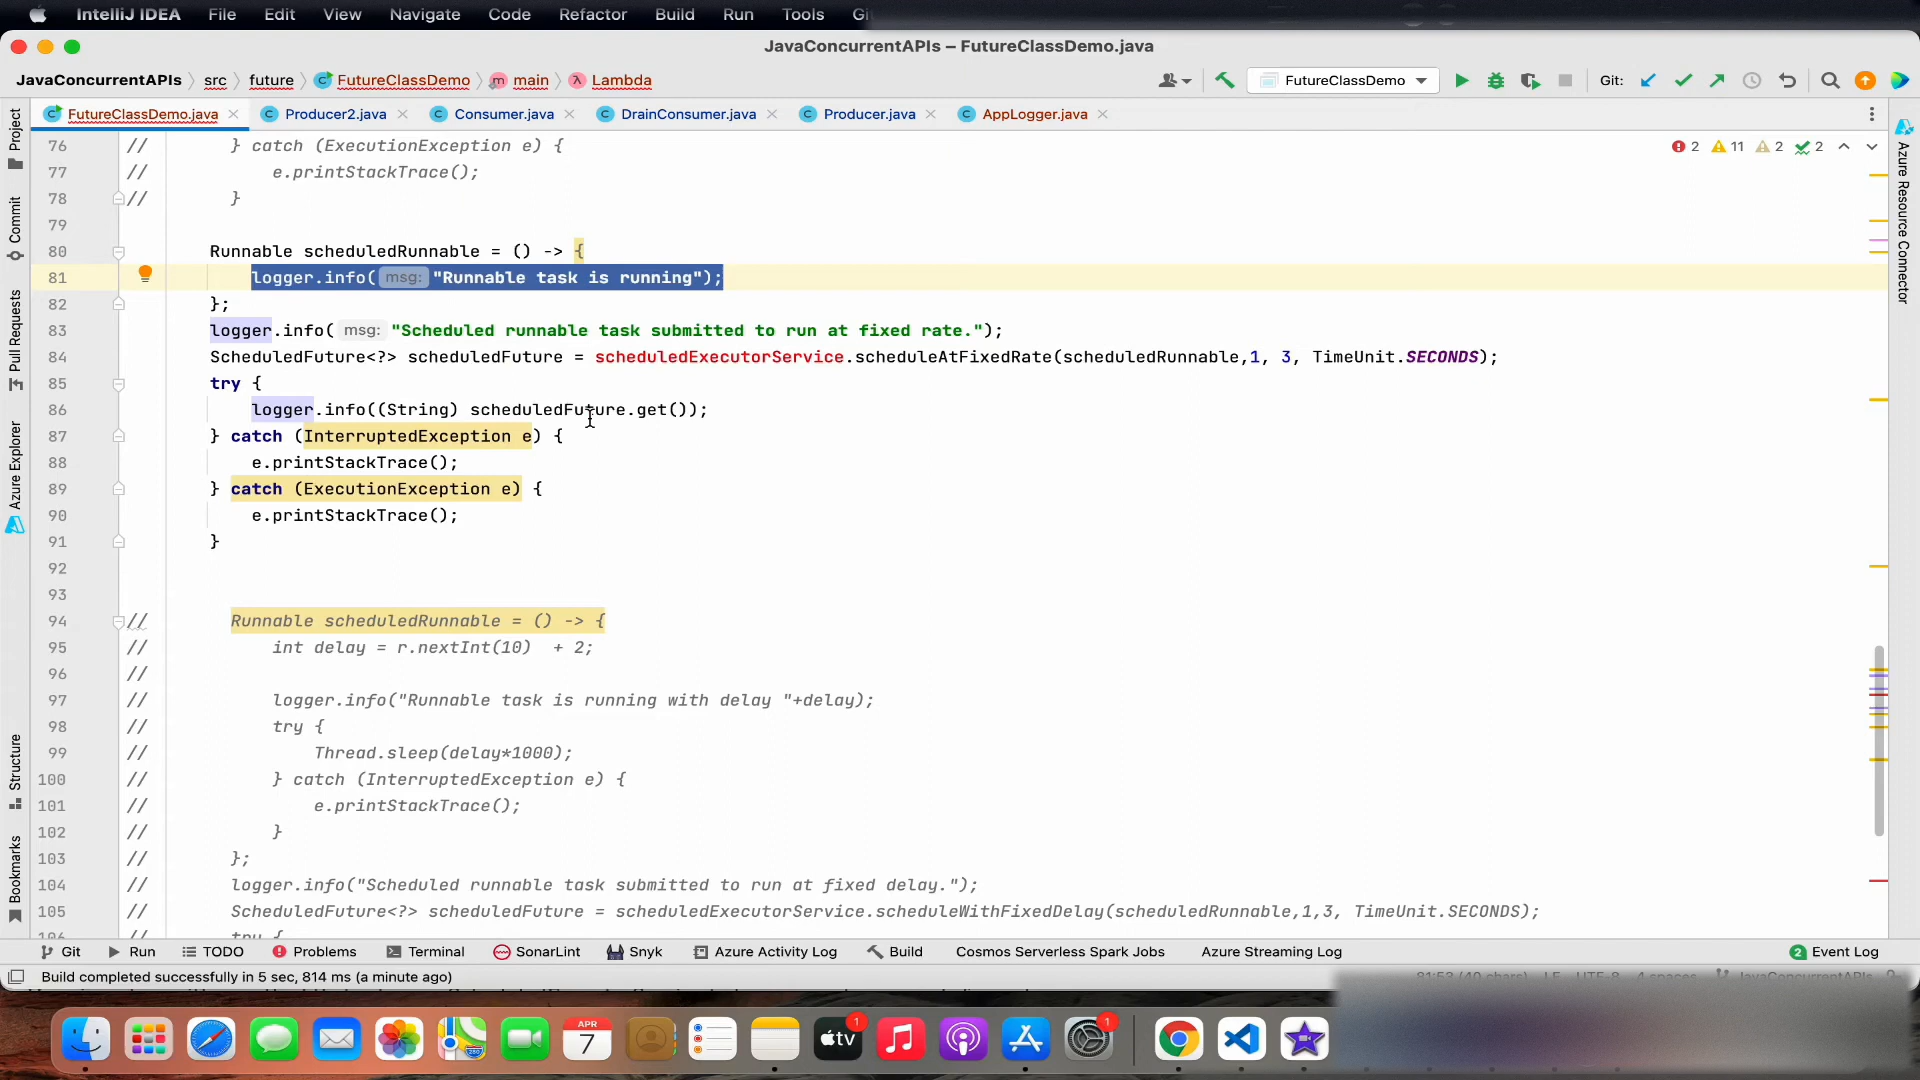 IntelliJ IDEA File Edit View Navigate Code Refactor Build Run Tools
JavaConcurrentAPIs – FutureClassDemo.java
JavaConcurrentAPIs src future FutureClassDemo main Lambda FutureClassDemo Git:
FutureClassDemo.java Producer2.java Consumer.java DrainConsumer.java Producer.java AppLogger.java
2 11 2 2
76 // } catch (ExecutionException e) {
77 // e.printStackTrace();
78 // }
79
80 Runnable scheduledRunnable = () -> {
81 logger.info( msg: "Runnable task is running");
82 };
83 logger.info( msg: "Scheduled runnable task submitted to run at fixed rate.");
84 ScheduledFuture<?> scheduledFuture = scheduledExecutorService.scheduleAtFixedRate(scheduledRunnable,1, 3, TimeUnit.SECONDS);
85 try {
86 logger.info((String) scheduledFuture.get());
87 } catch (InterruptedException e) {
88 e.printStackTrace();
89 } catch (ExecutionException e) {
90 e.printStackTrace();
91 }
92
93
94 // Runnable scheduledRunnable = () -> {
95 // int delay = r.nextInt(10) + 2;
96 //
97 // logger.info("Runnable task is running with delay "+delay);
98 // try {
99 // Thread.sleep(delay*1000);
100 // } catch (InterruptedException e) {
101 // e.printStackTrace();
102 // }
103 // };
104 // logger.info("Scheduled runnable task submitted to run at fixed delay.");
105 // ScheduledFuture<?> scheduledFuture = scheduledExecutorService.scheduleWithFixedDelay(scheduledRunnable,1,3, TimeUnit.SECONDS);
Project
Commit
Pull Requests
Azure Explorer
Structure
Bookmarks
Azure Resource Connector
Git Run TODO Problems Terminal SonarLint Snyk Azure Activity Log Build Cosmos Serverless Spark Jobs Azure Streaming Log 2 Event Log
Build completed successfully in 5 sec, 814 ms (a minute ago)
APR
7
tv
1
1
280